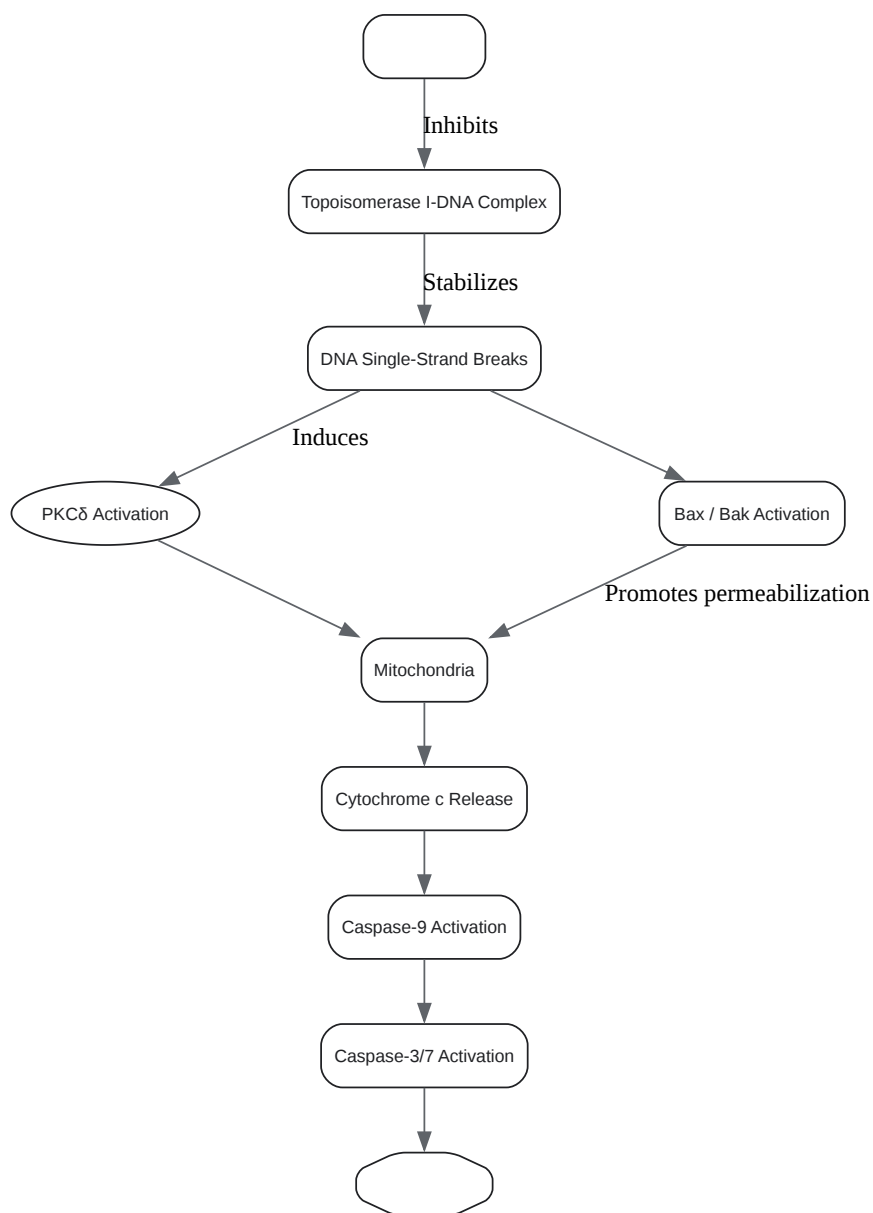 Inhibits
Topoisomerase I-DNA Complex
Stabilizes
DNA Single-Strand Breaks
Induces
PKCδ Activation
Bax / Bak Activation
Promotes permeabilization
Mitochondria
Cytochrome c Release
Caspase-9 Activation
Caspase-3/7 Activation